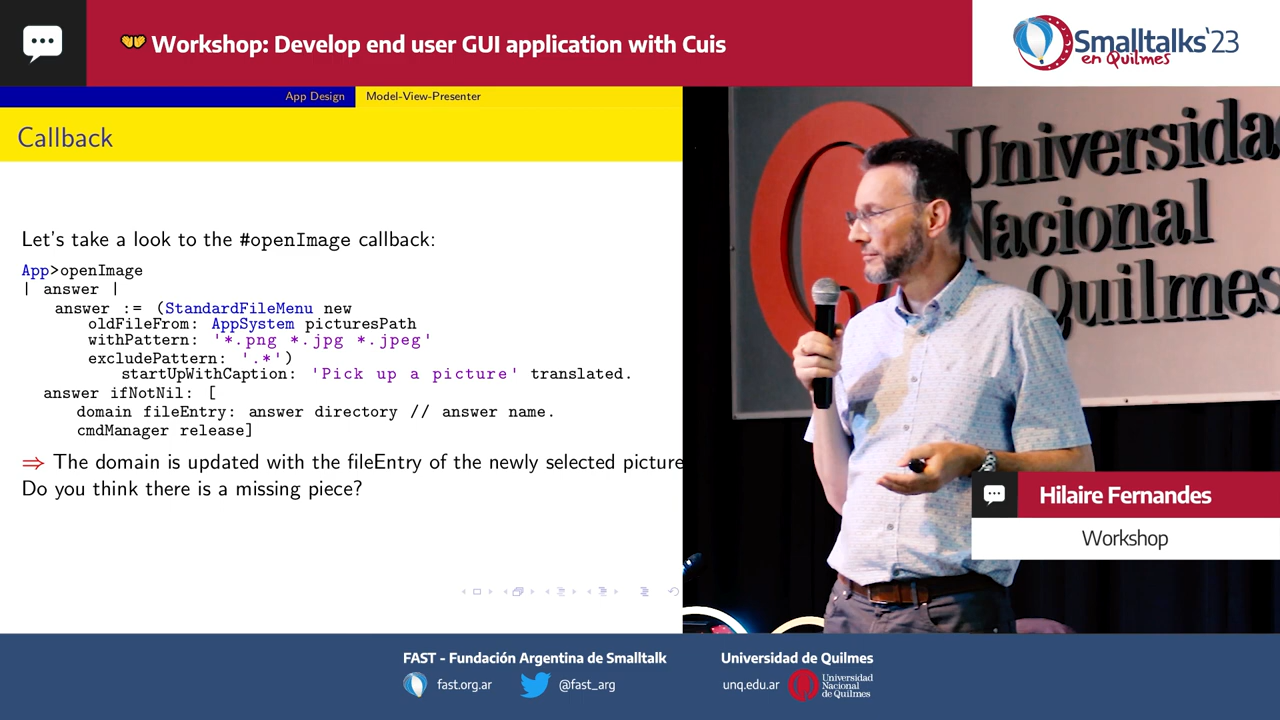 Workshop: Develop end user GUI application with Cuis
Smalltalks'23
en Quilmes
App Design
Model-View-Presenter
Callback
Let's take a look to the #openImage callback:
App>openImage
| answer |
answer := (StandardFileMenu new
oldFileFrom: AppSystem picturesPath
withPattern: '*.png *.jpg *.jpeg'
excludePattern: '.*')
startUpWithCaption: 'Pick up a picture' translated.
answer ifNotNil: [
domain fileEntry: answer directory // answer name.
cmdManager release]
⇒ The domain is updated with the fileEntry of the newly selected picture
Do you think there is a missing piece?
Universida
Nacional
Quilmes
Hilaire Fernandes
Workshop
FAST - Fundación Argentina de Smalltalk
fast.org.ar
@fast_arg
Universidad de Quilmes
unq.edu.ar
Universidad
Nacional
de Quilmes